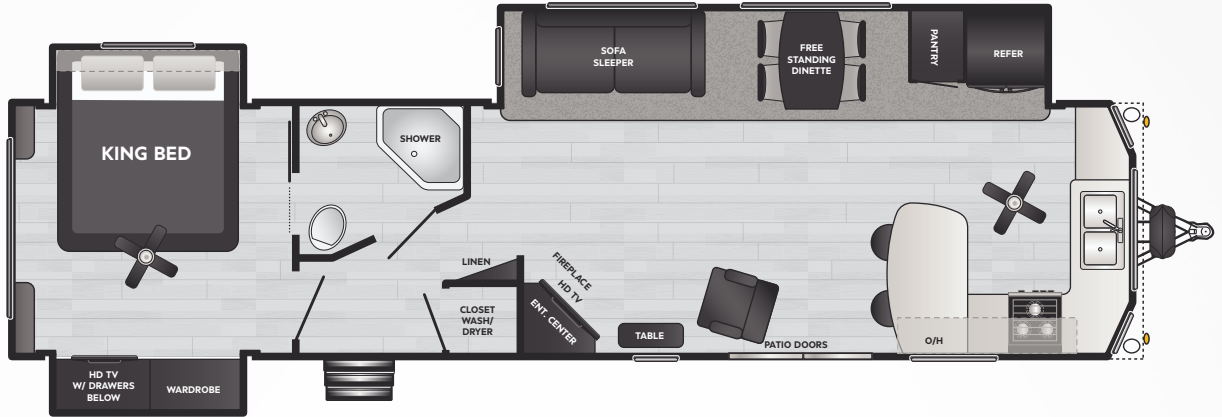 KING BED
HD TV
W/ DRAWERS
BELOW
WARDROBE
SHOWER
LINEN
CLOSET
WASH/
DRYER
FIREPLACE
HD TV
ENT. CENTER
SOFA
SLEEPER
FREE
STANDING
DINETTE
PANTRY
REFER
TABLE
PATIO DOORS
O/H